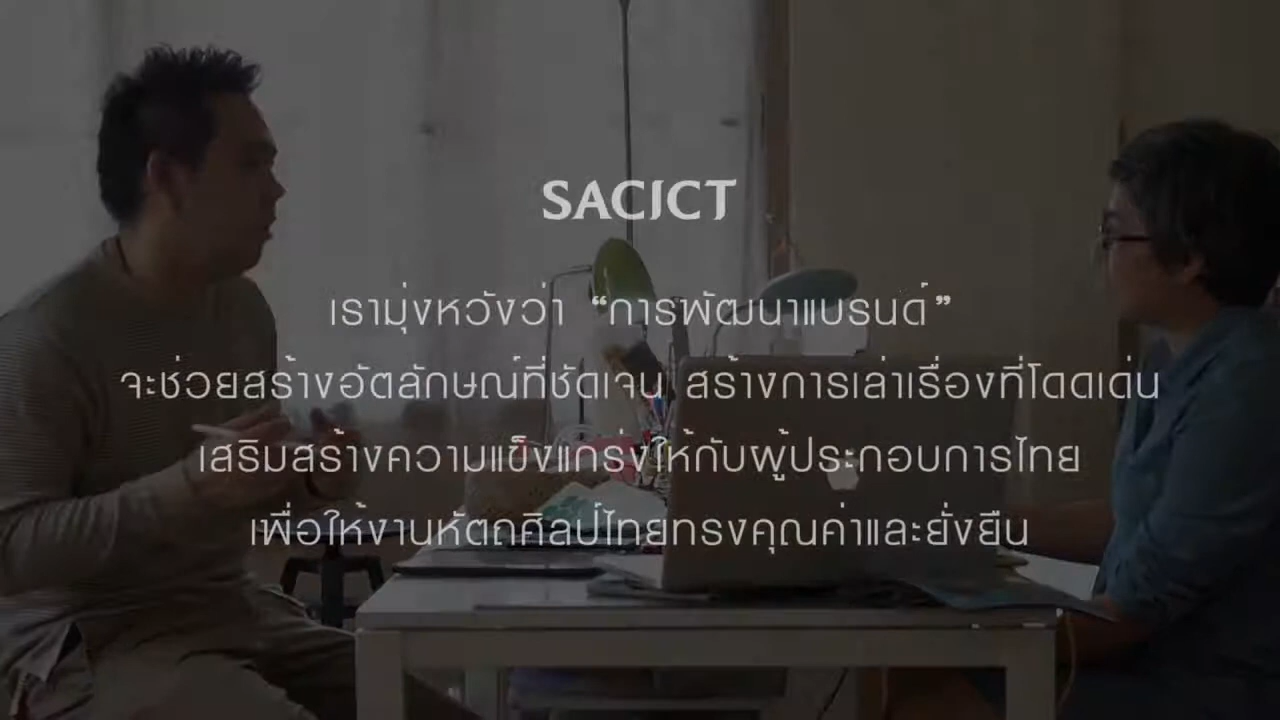 SACICT
เรามุ่งหวังว่า “การพัฒนาแบรนด์”
จะช่วยสร้างอัตลักษณ์ที่ชัดเจน สร้างการเล่าเรื่องที่โดดเด่น
เสริมสร้างความแข็งแกร่งให้กับผู้ประกอบการไทย
เพื่อให้งานหัตถศิลป์ไทยทรงคุณค่าและยั่งยืน